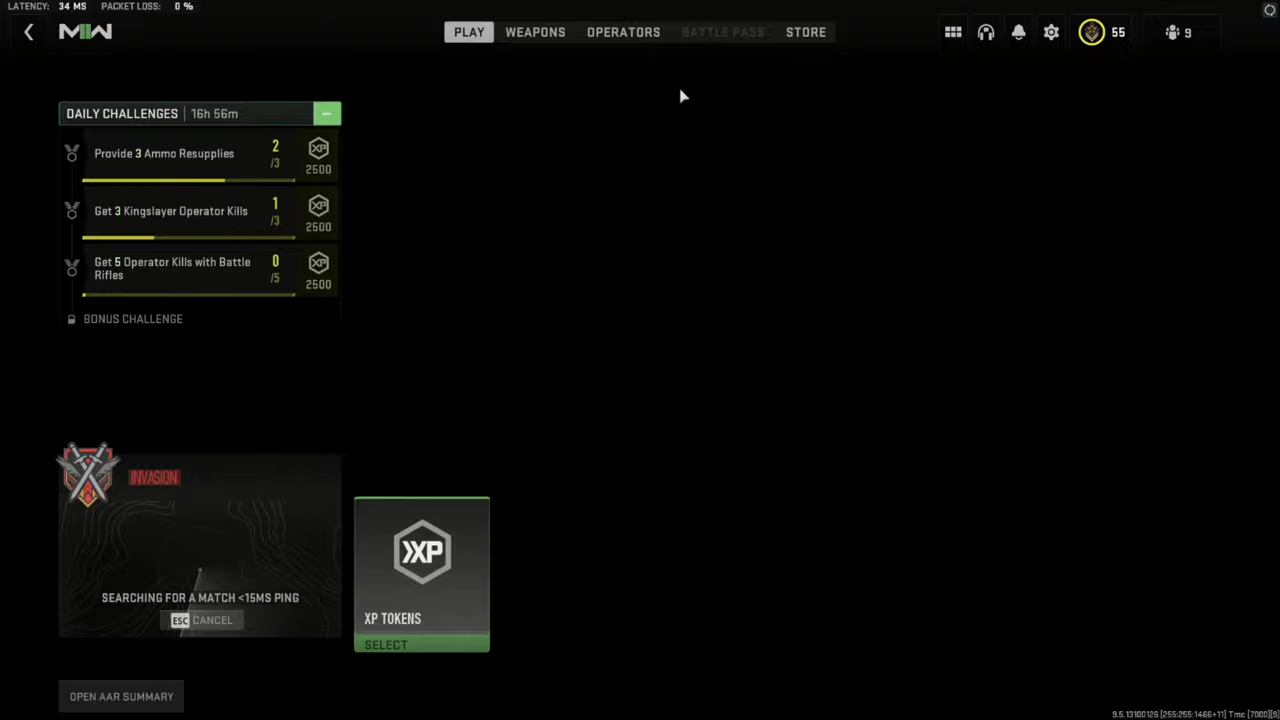 LATENCY: 34 MS PACKET LOSS: 0 %
MW
PLAY WEAPONS OPERATORS BATTLE PASS STORE
55
9
DAILY CHALLENGES 16h 56m
Provide 3 Ammo Resupplies
2
/3
XP
2500
Get 3 Kingslayer Operator Kills
1
/3
XP
2500
Get 5 Operator Kills with Battle
Rifles
0
/5
XP
2500
BONUS CHALLENGE
INVASION
SEARCHING FOR A MATCH <15MS PING
ESC CANCEL
XP
XP TOKENS
SELECT
OPEN AAR SUMMARY